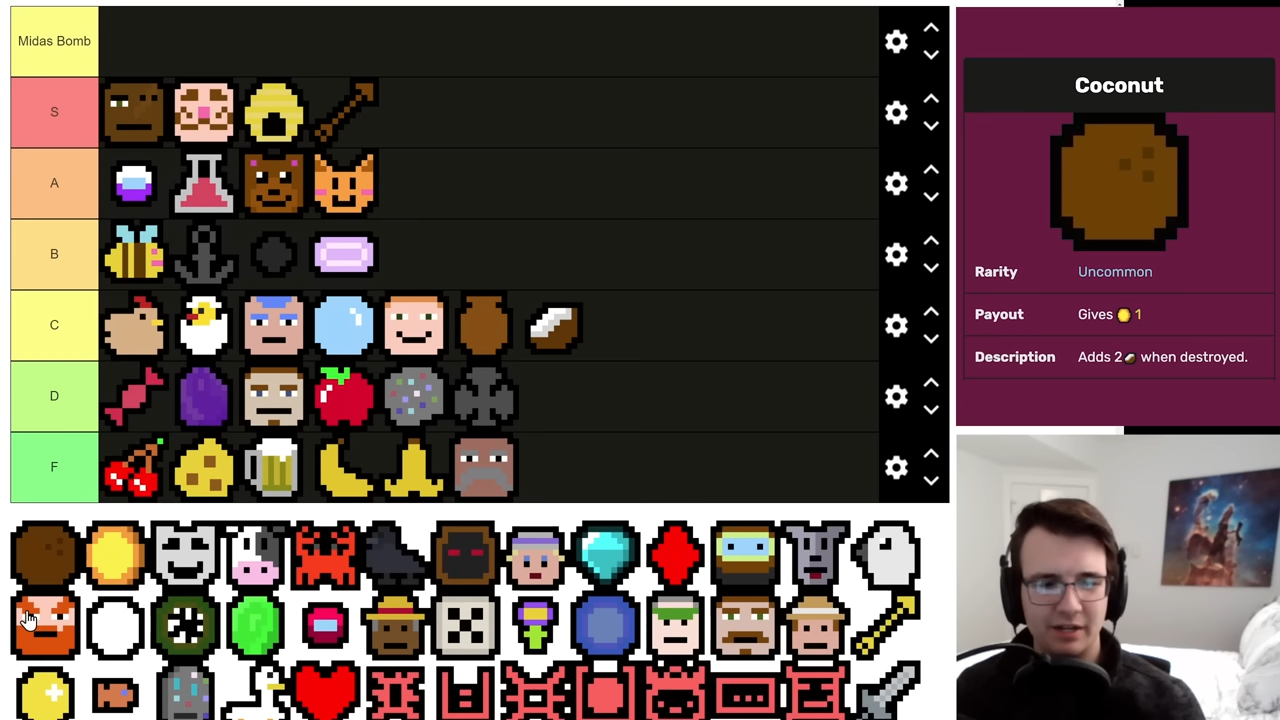 Midas Bomb
S
A
B
C
D
F
Coconut
Rarity Uncommon
Payout Gives 1
Description Adds 2 when destroyed.